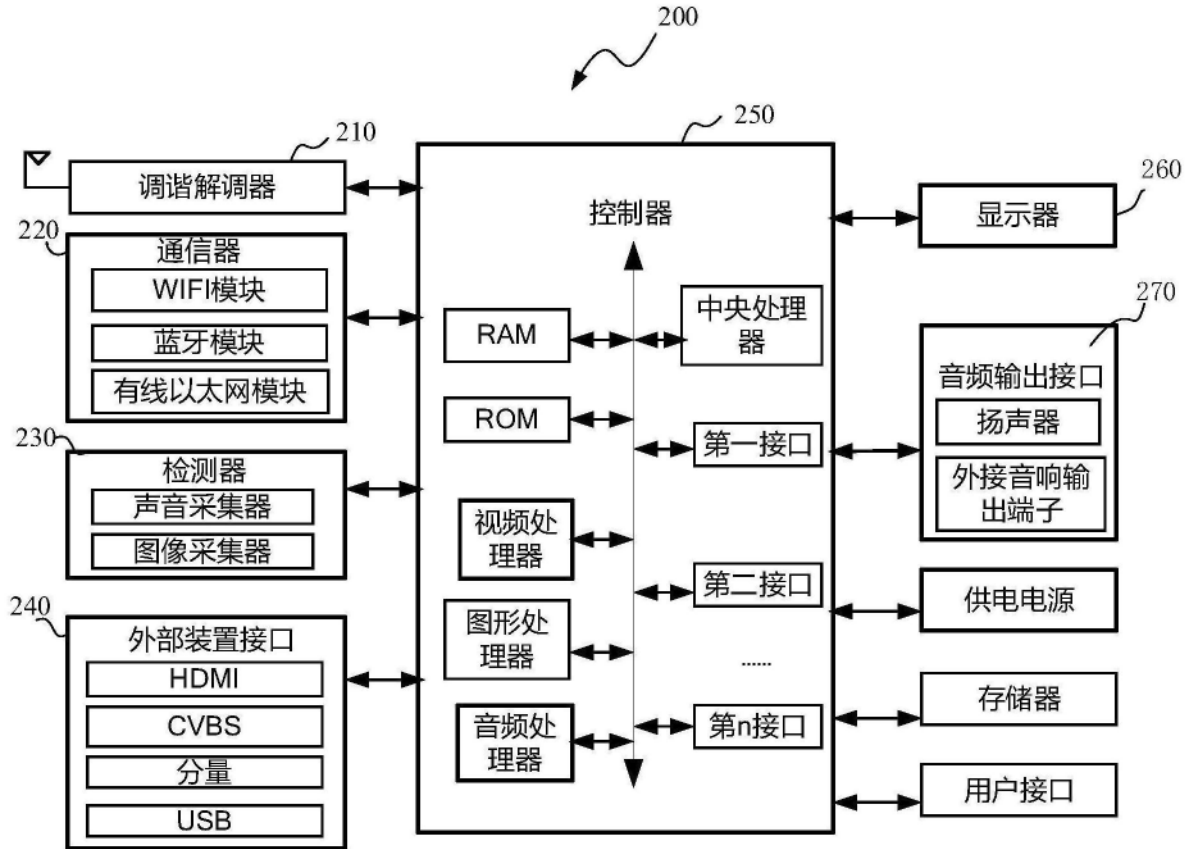 200
210
调谐解调器
220
通信器
WIFI模块
蓝牙模块
有线以太网模块
230
检测器
声音采集器
图像采集器
240
外部装置接口
HDMI
CVBS
分量
USB
250
控制器
RAM
ROM
视频处
理器
图形处
理器
音频处
理器
中央处理
器
第一接口
第二接口
......
第n接口
260
显示器
270
音频输出接口
扬声器
外接音响输
出端子
供电电源
存储器
用户接口